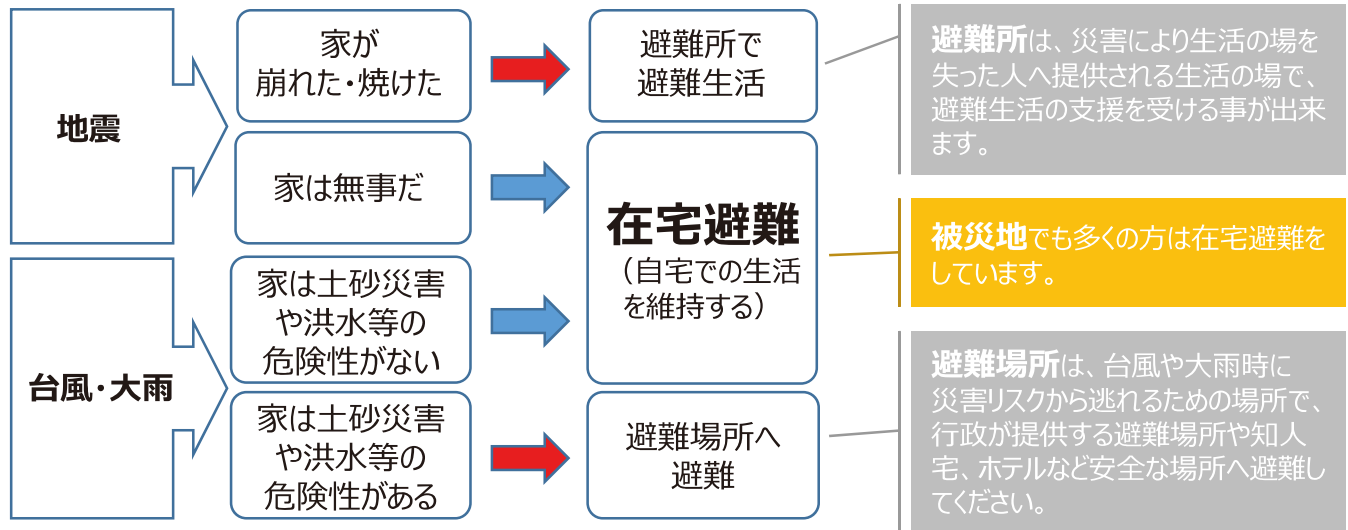 地震
家が
崩れた・焼けた
避難所で
避難生活
避難所は、災害により生活の場を
失った人へ提供される生活の場で、
避難生活の支援を受ける事が出来
ます。
家は無事だ
在宅避難
（自宅での生活
を維持する）
被災地でも多くの方は在宅避難を
しています。
台風・大雨
家は土砂災害
や洪水等の
危険性がない
家は土砂災害
や洪水等の
危険性がある
避難場所へ
避難
避難場所は、台風や大雨時に
災害リスクから逃れるための場所で、
行政が提供する避難場所や知人
宅、ホテルなど安全な場所へ避難し
てください。